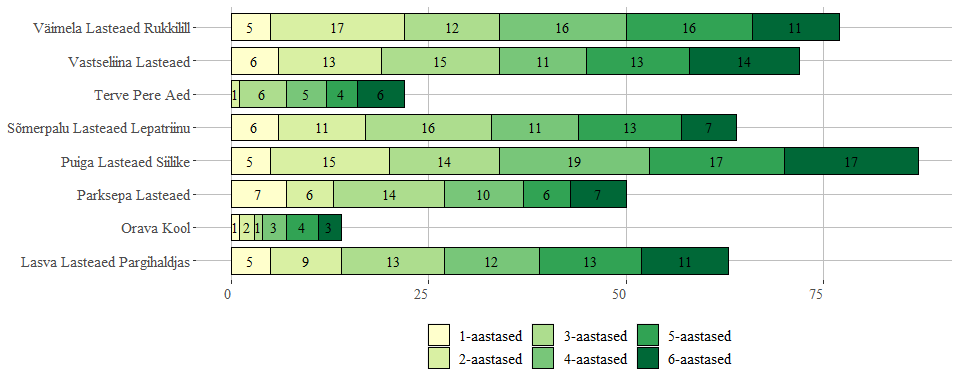 Väimela Lasteaed Rukkilill 5 17 12 16 16 11
Vastseliina Lasteaed 6 13 15 11 13 14
Terve Pere Aed 1 6 5 4 6
Sõmerpalu Lasteaed Lepatriinu 6 11 16 11 13 7
Puiga Lasteaed Siilike 5 15 14 19 17 17
Parksepa Lasteaed 7 6 14 10 6 7
Orava Kool 1 2 1 3 4 3
Lasva Lasteaed Pargihaldjas 5 9 13 12 13 11
0 25 50 75
1-aastased 3-aastased 5-aastased
2-aastased 4-aastased 6-aastased